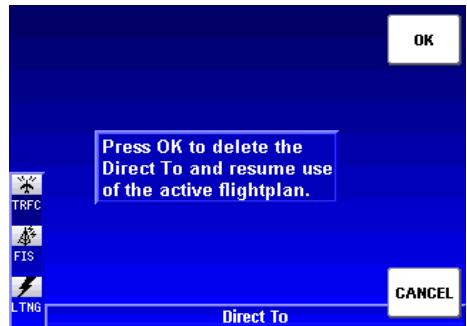 OK
Press OK to delete the
Direct To and resume use
of the active flightplan.
TRFC
FIS
LTNG
CANCEL
Direct To